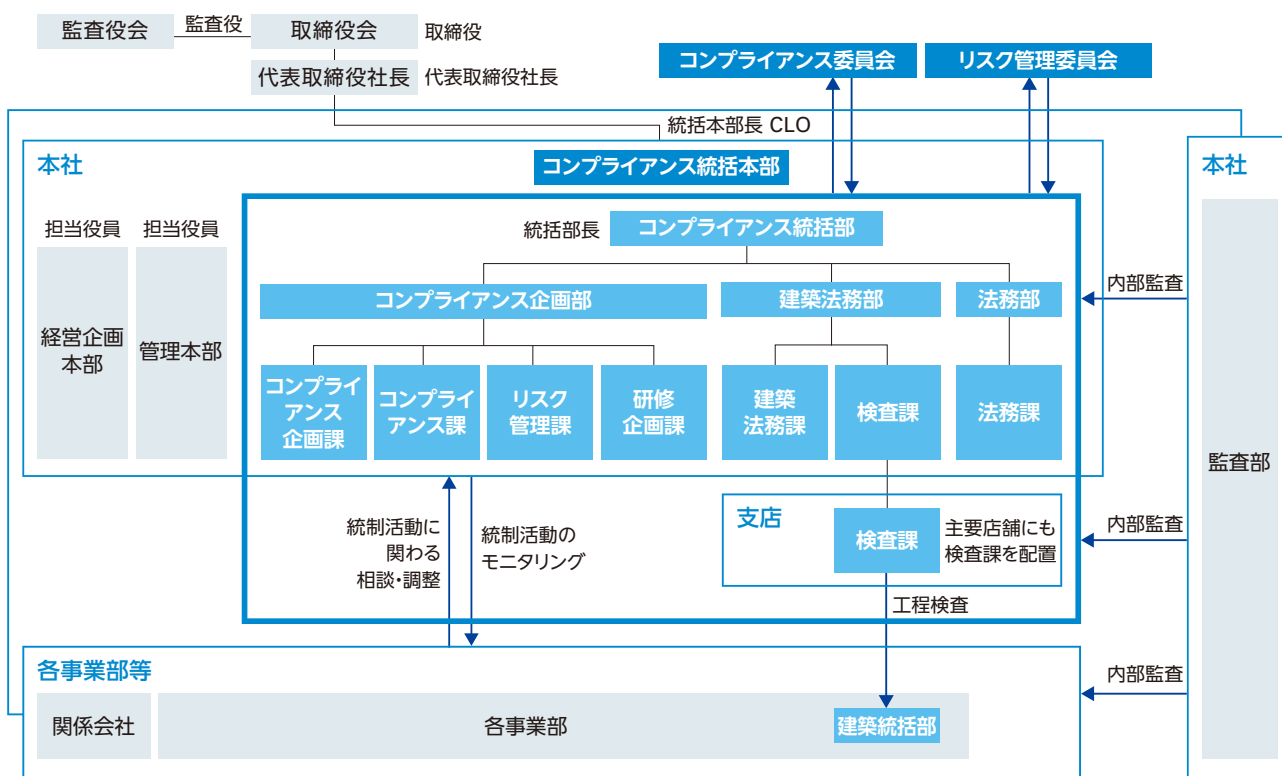 監査役会
監査役
取締役会
取締役
代表取締役社長
代表取締役社長
コンプライアンス委員会
リスク管理委員会
統括本部長 CLO
本社
コンプライアンス統括本部
本社
担当役員
担当役員
経営企画
本部
管理本部
統括部長
コンプライアンス統括部
コンプライアンス企画部
建築法務部
法務部
内部監査
コンプライ
アンス
企画課
コンプライ
アンス課
リスク
管理課
研修
企画課
建築
法務課
検査課
法務課
監査部
統制活動に
関わる
相談・調整
統制活動の
モニタリング
支店
検査課
主要店舗にも
検査課を配置
内部監査
工程検査
各事業部等
内部監査
関係会社
各事業部
建築統括部